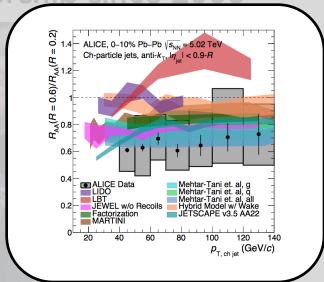 ALICE, 0–10% Pb–Pb √sNN = 5.02 TeV
Ch-particle jets, anti-kT, |ηjet| < 0.9-R
RAA(R = 0.6)/RAA(R = 0.2)
1.4
1.2
1
0.8
0.6
0.4
0.2
0
ALICE Data
LIDO
LBT
JEWEL w/o Recoils
Factorization
MARTINI
Mehtar-Tani et. al, g
Mehtar-Tani et. al, q
Mehtar-Tani et. al, all
Hybrid Model w/ Wake
JETSCAPE v3.5 AA22
20 40 60 80 100 120 140
pT, ch jet (GeV/c)